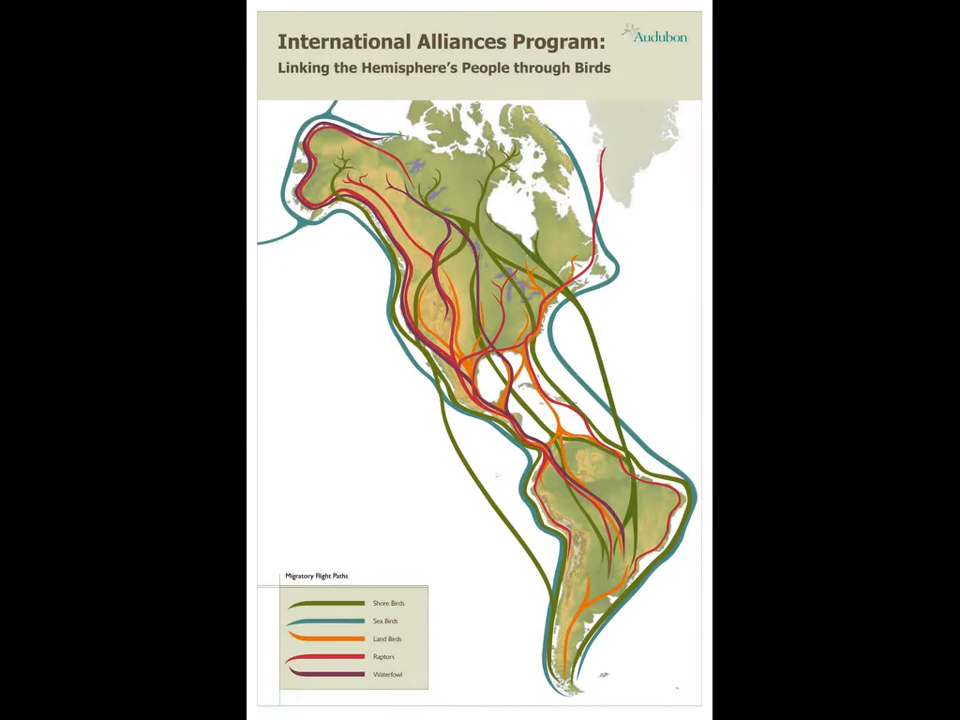 International Alliances Program:
Audubon
Linking the Hemisphere's People through Birds
Migratory Flight Paths
Shore Birds
Sea Birds
Land Birds
Raptors
Waterfowl